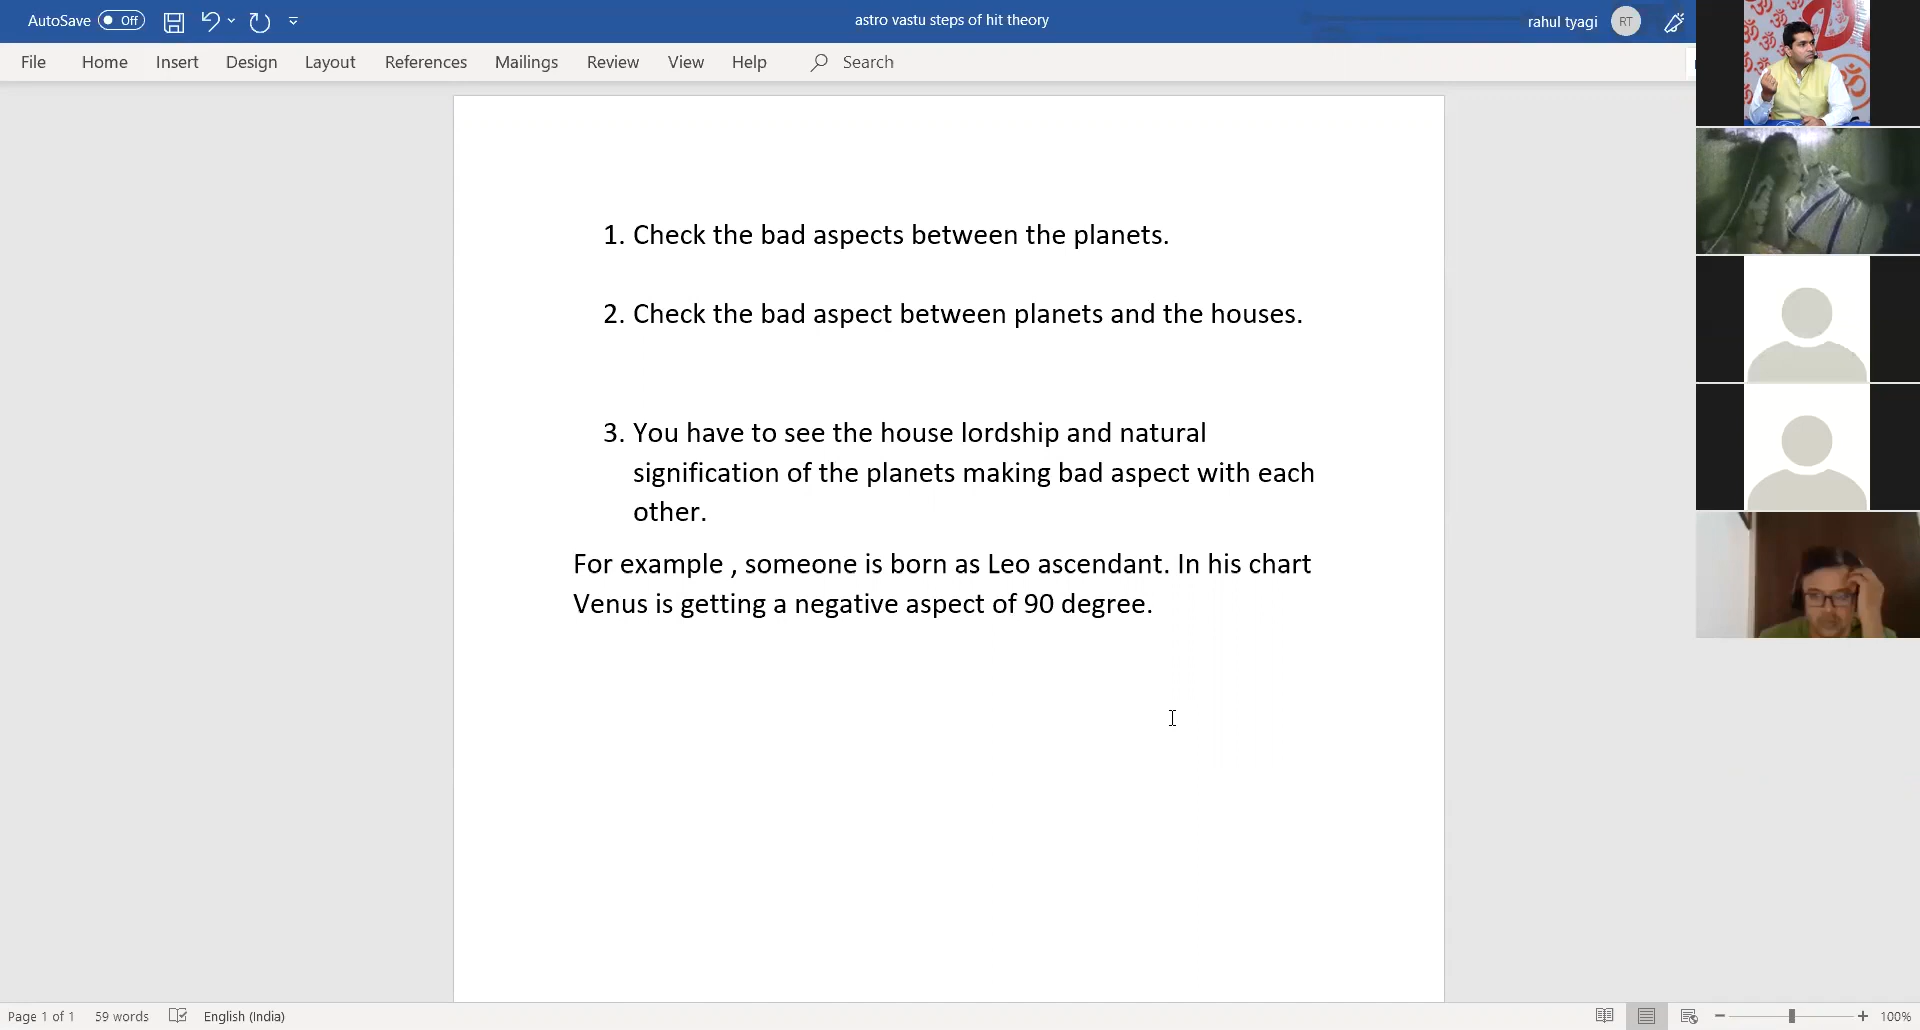 AutoSave Off
astro vastu steps of hit theory
rahul tyagi RT
File Home Insert Design Layout References Mailings Review View Help Search
1. Check the bad aspects between the planets.
2. Check the bad aspect between planets and the houses.
3. You have to see the house lordship and natural
signification of the planets making bad aspect with each
other.
For example , someone is born as Leo ascendant. In his chart
Venus is getting a negative aspect of 90 degree.
Page 1 of 1 59 words English (India) 100%